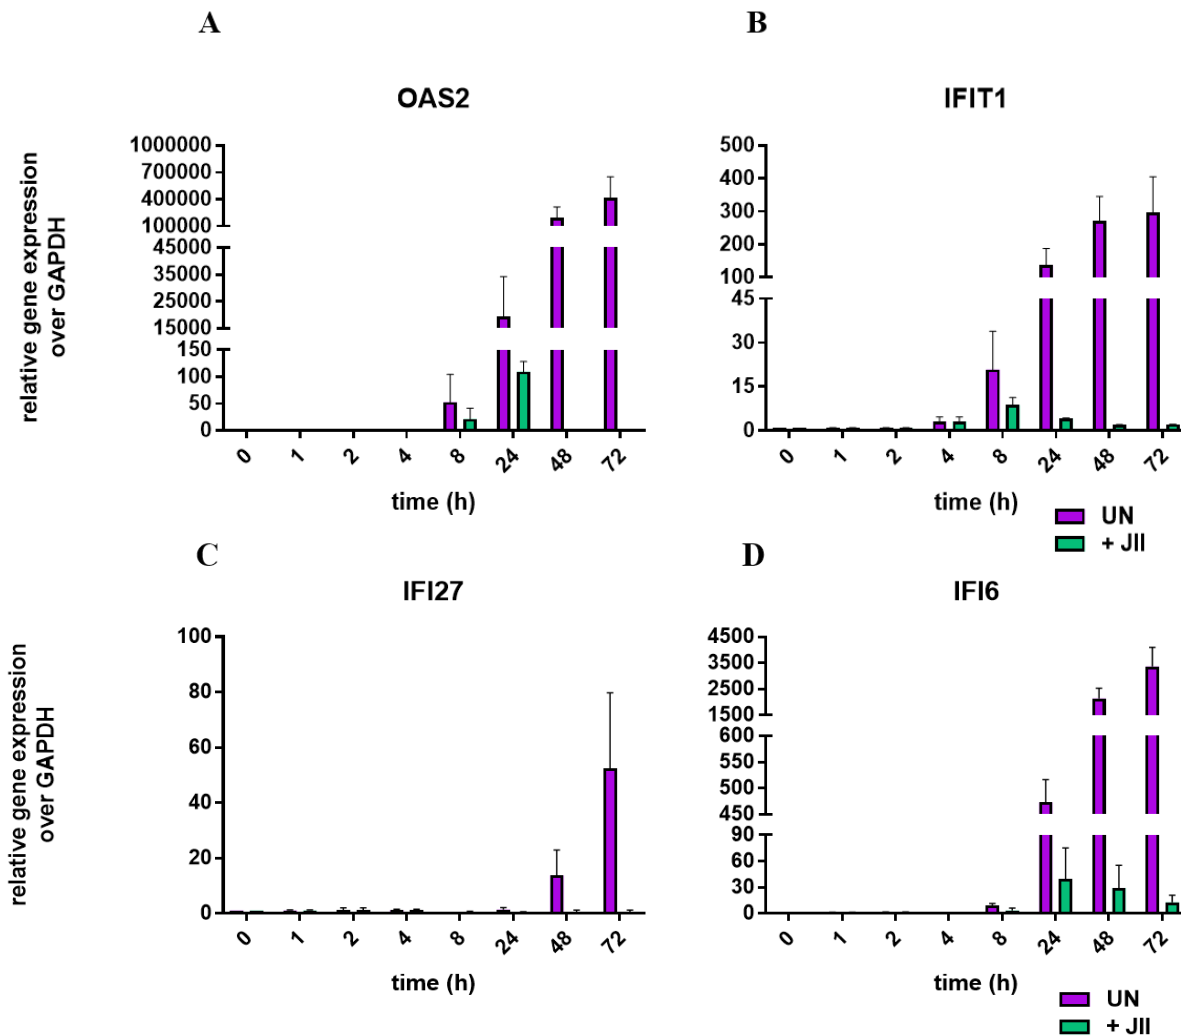 A
B
OAS2
IFIT1
relative gene expression
over GAPDH
1000000
700000
400000
100000
45000
35000
25000
15000
150
100
50
0
0 1 2 4 8 24 48 72
time (h)
500
400
300
200
100
45
30
15
0
0 1 2 4 8 24 48 72
time (h)
UN
+ JII
C
D
IFI27
IFI6
relative gene expression
over GAPDH
100
80
60
40
20
0
0 1 2 4 8 24 48 72
time (h)
4500
3500
2500
1500
600
550
500
450
90
60
30
0
0 1 2 4 8 24 48 72
time (h)
UN
+ JII